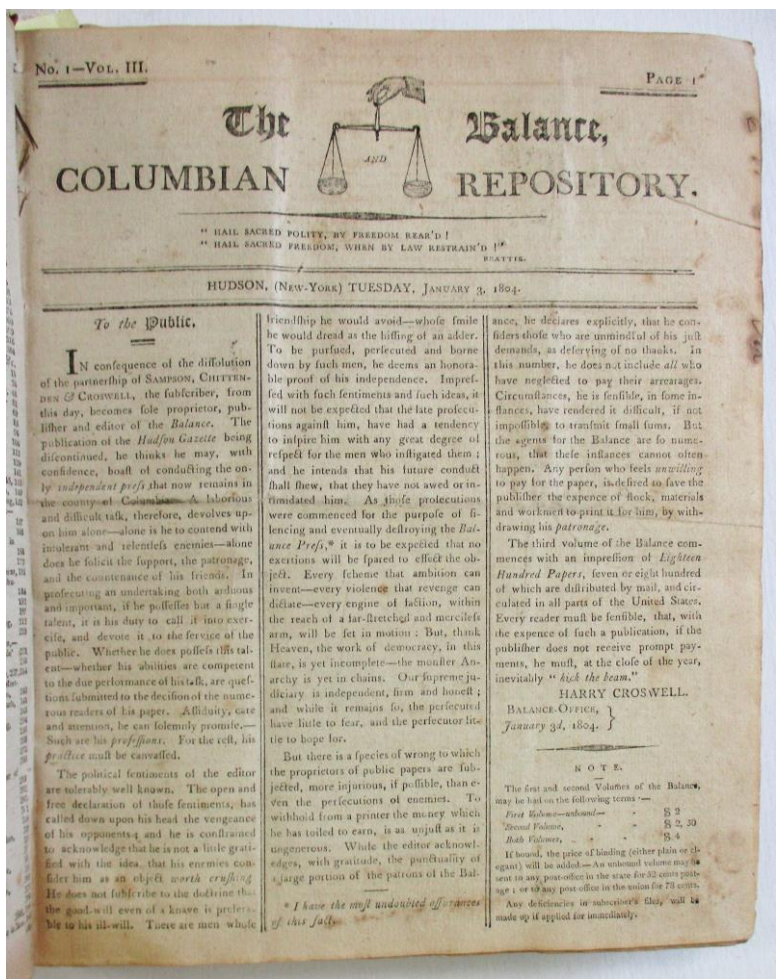 No. 1—Vol. III.
Page 1
The Balance,
AND
COLUMBIAN REPOSITORY.
" HAIL SACRED POLITY, BY FREEDOM REAR'D !
" HAIL SACRED FREEDOM, WHEN BY LAW RESTRAIN'D !"
BEATTIE.
HUDSON, (New-York) TUESDAY, January 3, 1804.
To the Public.
IN conſequence of the diſſolution
of the partnerſhip of Sampson, Chitten-
den & Croswell, the ſubſcriber, from
this day, becomes ſole proprietor, pub-
liſher and editor of the Balance. The
publication of the Hudſon Gazette being
diſcontinued, he thinks he may, with
confidence, boaſt of conducting the on-
ly independent preſs that now remains in
the county of Columbia. A laborious
and difficult taſk, therefore, devolves up-
on him alone—alone is he to contend with
intolerant and relentleſs enemies—alone
does he ſolicit the ſupport, the patronage,
and the countenance of his friends. In
proſecuting an undertaking both arduous
and important, if he poſſeſſes but a ſingle
talent, it is his duty to call it into exer-
ciſe, and devote it to the ſervice of the
public. Whether he does poſſeſs this tal-
ent—whether his abilities are competent
to the due performance of his taſk, are queſ-
tions ſubmitted to the deciſion of the nume-
rous readers of his paper. Aſſiduity, care
and attention, he can ſolemnly promiſe.—
Such are his profeſſions. For the reſt, his
practice muſt be canvaſſed.
The political ſentiments of the editor
are tolerably well known. The open and
free declaration of thoſe ſentiments, has
called down upon his head the vengeance
of his opponents; and he is conſtrained
to acknowledge that he is not a little grati-
fied with the idea, that his enemies con-
ſider him as an object worth cruſhing.
He does not ſubſcribe to the doctrine that
the good-will even of a knave is prefera-
ble to his ill-will. There are men whoſe
friendſhip he would avoid—whoſe ſmile
he would dread as the hiſſing of an adder.
To be purſued, perſecuted and borne
down by ſuch men, he deems an honora-
ble proof of his independence. Impreſ-
ſed with ſuch ſentiments and ſuch ideas, it
will not be expected that the late proſecu-
tions againſt him, have had a tendency
to inſpire him with any great degree of
reſpect for the men who inſtigated them ;
and he intends that his future conduct
ſhall ſhew, that they have not awed or in-
timidated him. As thoſe proſecutions
were commenced for the purpoſe of ſi-
lencing and eventually deſtroying the Bal-
ance Preſs,* it is to be expected that no
exertions will be ſpared to effect the ob-
ject. Every ſcheme that ambition can
invent—every violence that revenge can
dictate—every engine of faction, within
the reach of a far-ſtretched and mercileſs
arm, will be ſet in motion : But, thank
Heaven, the work of democracy, in this
ſtate, is yet incomplete—the monſter An-
archy is yet in chains. Our ſupreme ju-
diciary is independent, firm and honeſt ;
and while it remains ſo, the perſecuted
have little to fear, and the perſecutor lit-
tle to hope for.
But there is a ſpecies of wrong to which
the proprietors of public papers are ſub-
jected, more injurious, if poſſible, than e-
ven the perſecutions of enemies. To
withhold from a printer the money which
he has toiled to earn, is as unjuſt as it is
ungenerous. While the editor acknowl-
edges, with gratitude, the punctuality of
a large portion of the patrons of the Bal-
* I have the moſt undoubted aſſurances
of this fact.
ance, he declares explicitly, that he con-
ſiders thoſe who are unmindful of his juſt
demands, as deſerving of no thanks. In
this number, he does not include all who
have neglected to pay their arrearages.
Circumſtances, he is ſenſible, in ſome in-
ſtances, have rendered it difficult, if not
impoſſible, to tranſmit ſmall ſums. But
the agents for the Balance are ſo nume-
rous, that theſe inſtances cannot often
happen. Any perſon who feels unwilling
to pay for the paper, is deſired to ſave the
publiſher the expence of ſtock, materials
and workmen to print it for him, by with-
drawing his patronage.
The third volume of the Balance com-
mences with an impreſſion of Eighteen
Hundred Papers, ſeven or eight hundred
of which are diſtributed by mail, and cir-
culated in all parts of the United States.
Every reader muſt be ſenſible, that, with
the expence of ſuch a publication, if the
publiſher does not receive prompt pay-
ments, he muſt, at the cloſe of the year,
inevitably " kick the beam."
HARRY CROSWELL.
Balance-Office, }
January 3d, 1804. }
NOTE.
The firſt and ſecond Volumes of the Balance,
may be had on the following terms :—
Firſt Volume—unbound— - $ 2
Second Volume, - - $ 2, 50
Both Volumes, - - $ 4
If bound, the price of binding (either plain or el-
egant) will be added.—An unbound volume may be
ſent to any poſt-office in the ſtate for 52 cents poſt-
age ; or to any poſt-office in the union for 78 cents.
Any deficiencies in ſubſcriber's files, will be
made up if applied for immediately.